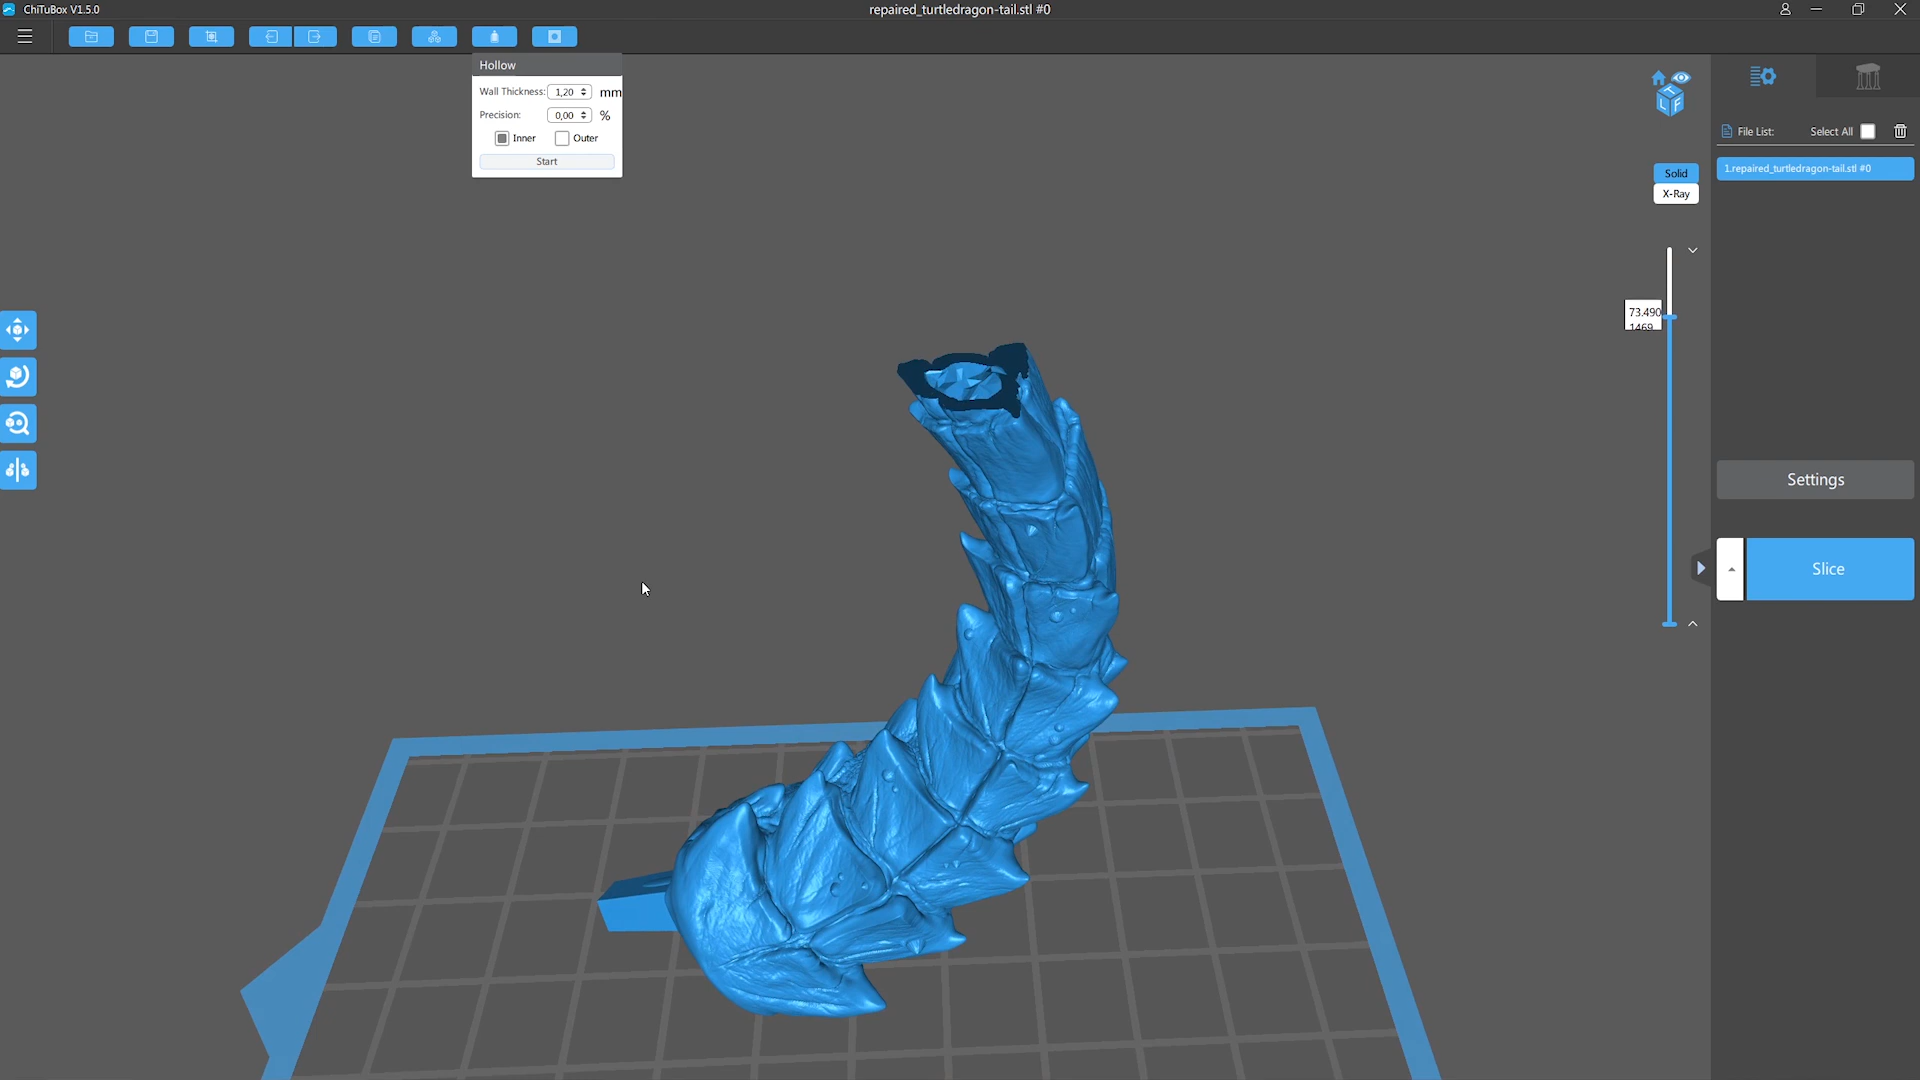 ChiTuBox V1.5.0
repaired_turtledragon-tail.stl #0
Hollow
Wall Thickness: 1,20 mm
Precision: 0,00 %
Inner Outer
Start
T
L F
File List: Select All
1.repaired_turtledragon-tail.stl #0
Solid
X-Ray
73.490
1469
Settings
Slice